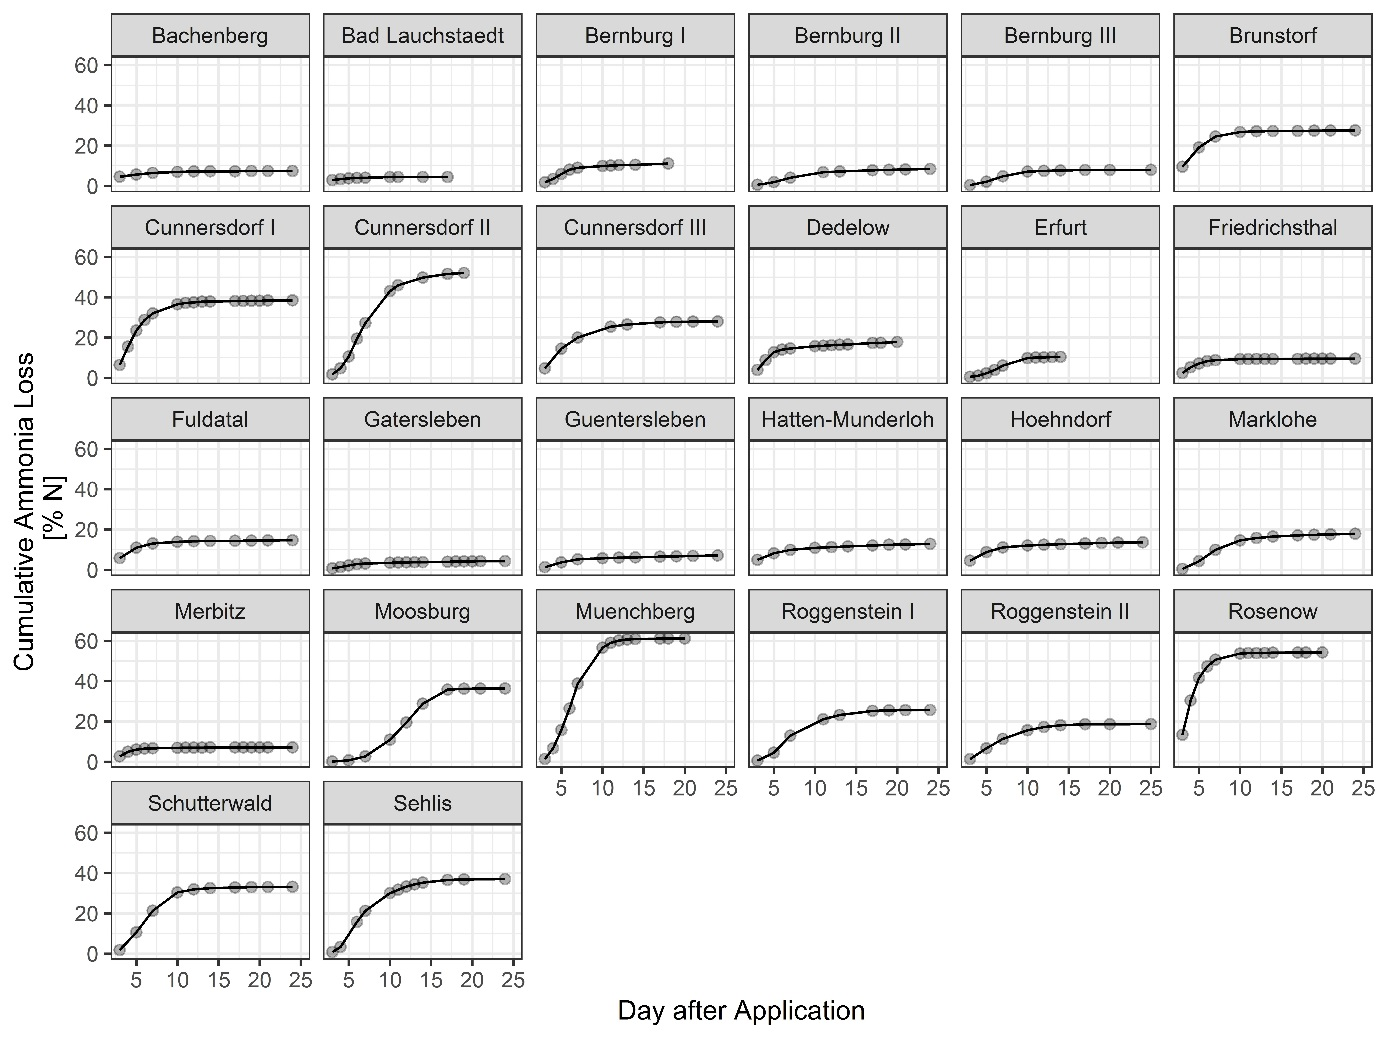 Bachenberg Bad Lauchstaedt Bernburg I Bernburg II Bernburg III Brunstorf
60
40
20
0
Cunnersdorf I Cunnersdorf II Cunnersdorf III Dedelow Erfurt Friedrichsthal
60
40
20
0
Fuldatal Gatersleben Guentersleben Hatten-Munderloh Hoehndorf Marklohe
60
40
20
0
Merbitz Moosburg Muenchberg Roggenstein I Roggenstein II Rosenow
60
40
20
0
5 10 15 20 25 5 10 15 20 25 5 10 15 20 25 5 10 15 20 25
Schutterwald Sehlis
60
40
20
0
5 10 15 20 25 5 10 15 20 25
Cumulative Ammonia Loss
[% N]
Day after Application